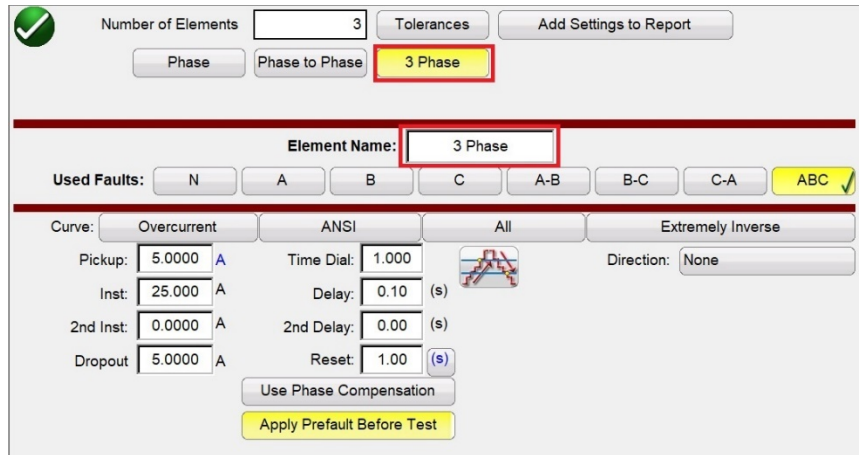 Number of Elements 3 Tolerances Add Settings to Report
Phase Phase to Phase 3 Phase
Element Name: 3 Phase
Used Faults: N A B C A-B B-C C-A ABC
Curve: Overcurrent ANSI All Extremely Inverse
Pickup: 5.0000 A Time Dial: 1.000 Direction: None
Inst: 25.000 A Delay: 0.10 (s)
2nd Inst: 0.0000 A 2nd Delay: 0.00 (s)
Dropout 5.0000 A Reset: 1.00 (s)
Use Phase Compensation
Apply Prefault Before Test